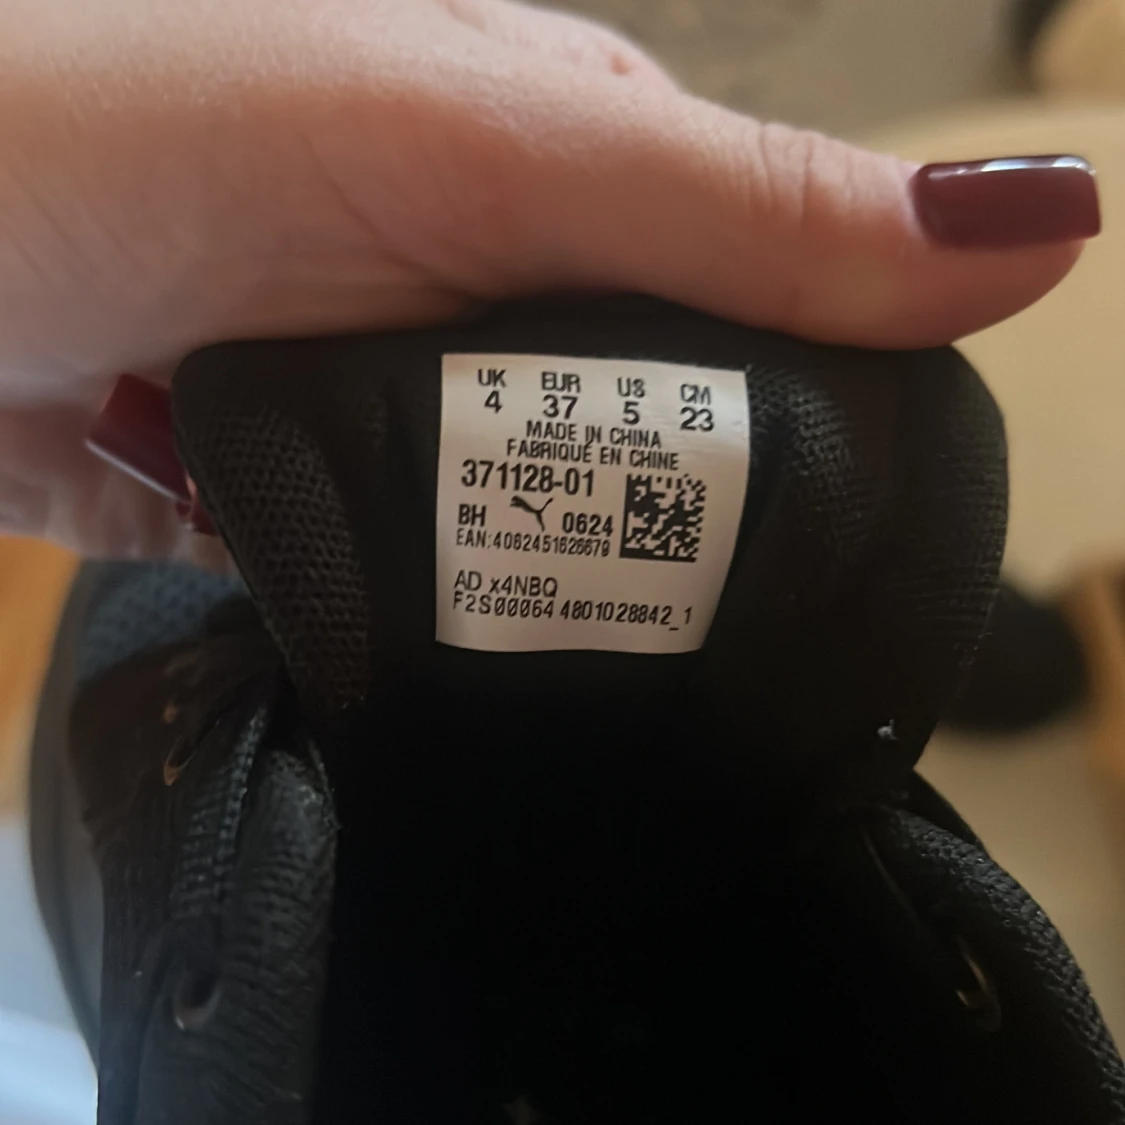 UK EUR US CM
4 37 5 23
MADE IN CHINA
FABRIQUÉ EN CHINE
371128-01
BH 0624
EAN:4062451626679
AD x4NBQ
F2S00064 4801028842_1